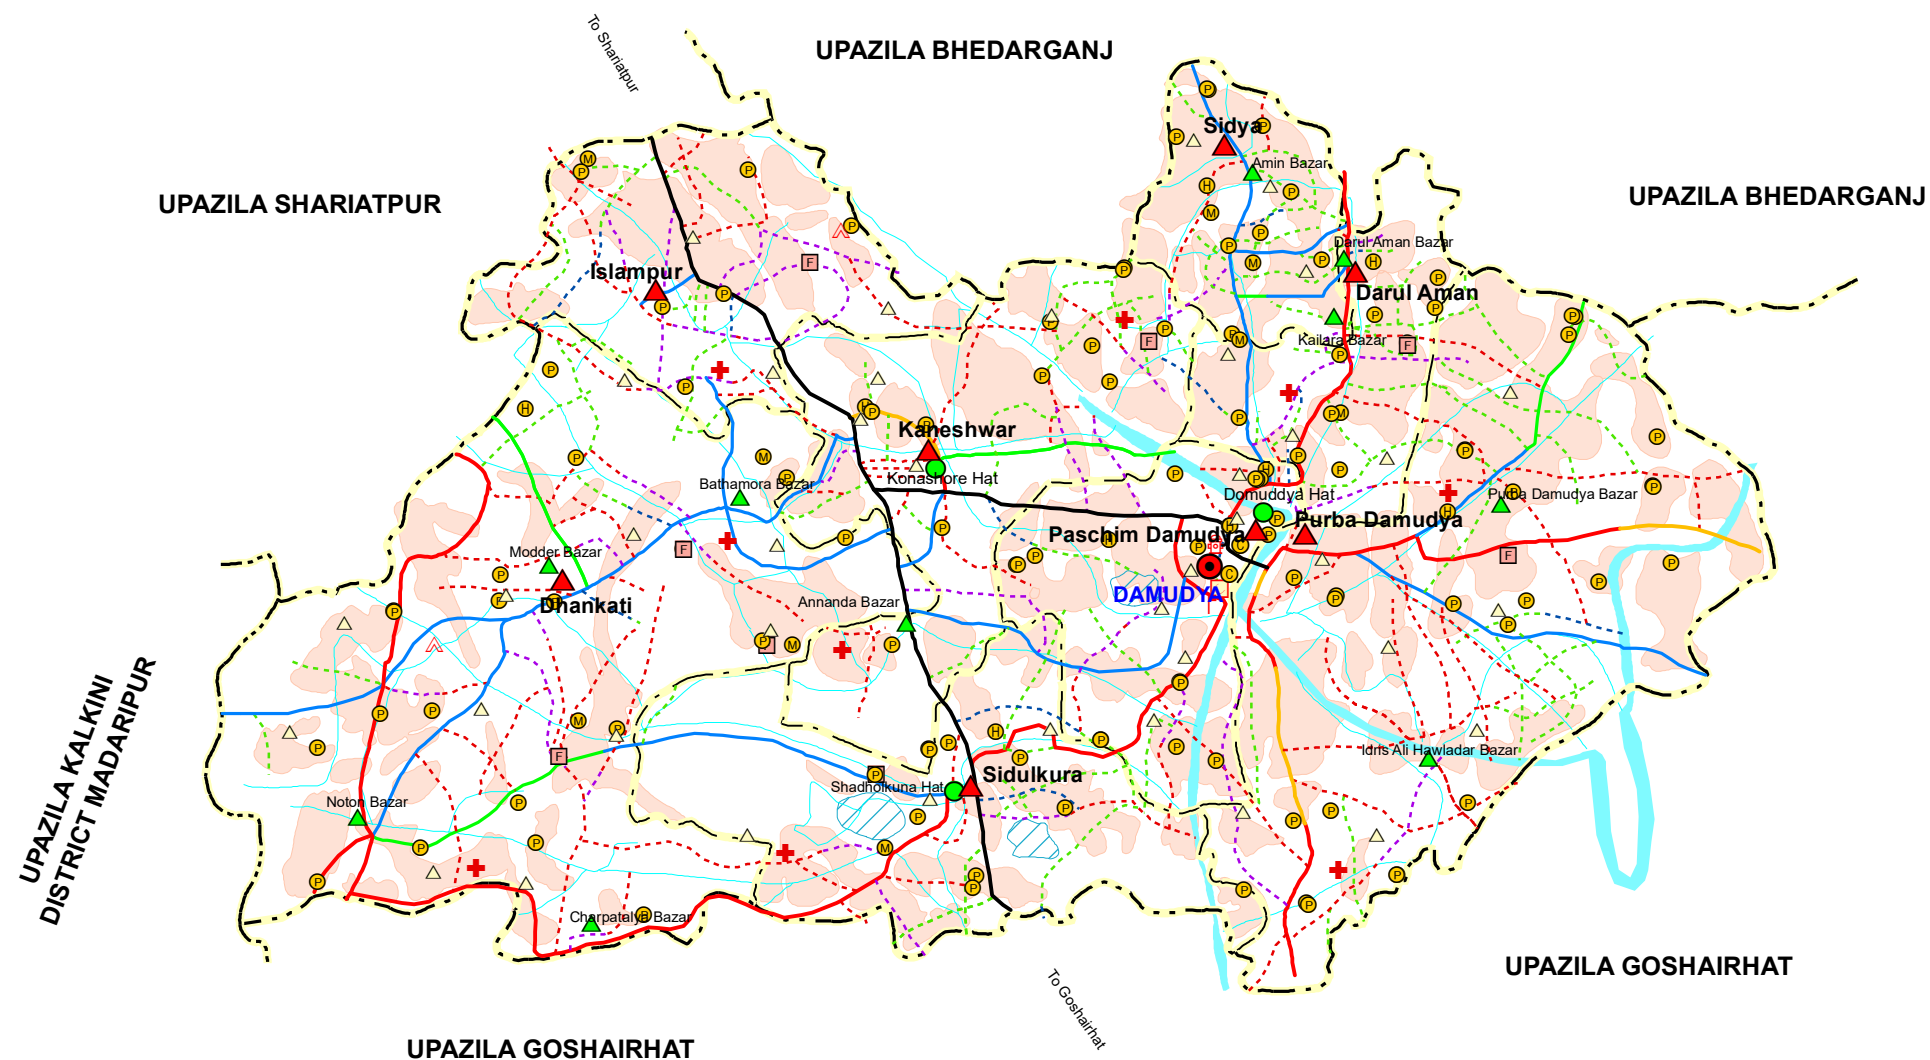 To Shariatpur
UPAZILA BHEDARGANJ
UPAZILA SHARIATPUR
UPAZILA BHEDARGANJ
Sidya
Amin Bazar
Darul Aman Bazar
Islampur
Darul Aman
Kailara Bazar
Kaneshwar
Konashore Hat
Bathamora Bazar
Domuddya Hat
Purba Damudya Bazar
Paschim Damudya
Purba Damudya
Modder Bazar
Dhankati
DAMUDYA
Annanda Bazar
UPAZILA KALKINI
DISTRICT MADARIPUR
Idris Ali Hawladar Bazar
Sidulkura
Shadholkuna Hat
Noton Bazar
Charpatalya Bazar
UPAZILA GOSHAIRHAT
To Goshairhat
UPAZILA GOSHAIRHAT